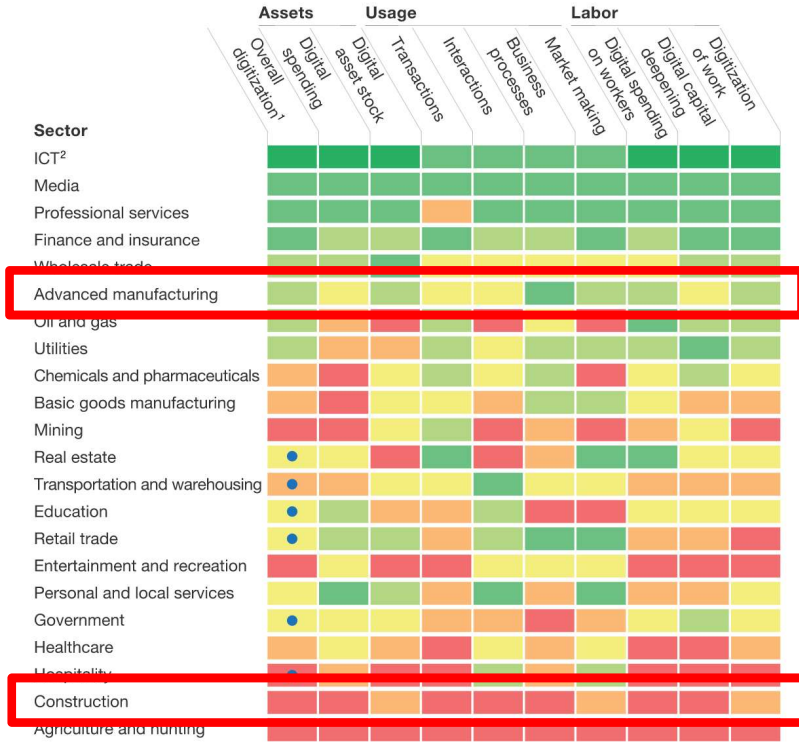 Assets Usage Labor
Overall digitization¹
Digital spending
Digital asset stock
Transactions
Interactions
Business processes
Market making
Digital spending on workers
Digital capital deepening
Digitization of work
Sector
ICT²
Media
Professional services
Finance and insurance
Wholesale trade
Advanced manufacturing
Oil and gas
Utilities
Chemicals and pharmaceuticals
Basic goods manufacturing
Mining
Real estate
Transportation and warehousing
Education
Retail trade
Entertainment and recreation
Personal and local services
Government
Healthcare
Hospitality
Construction
Agriculture and hunting